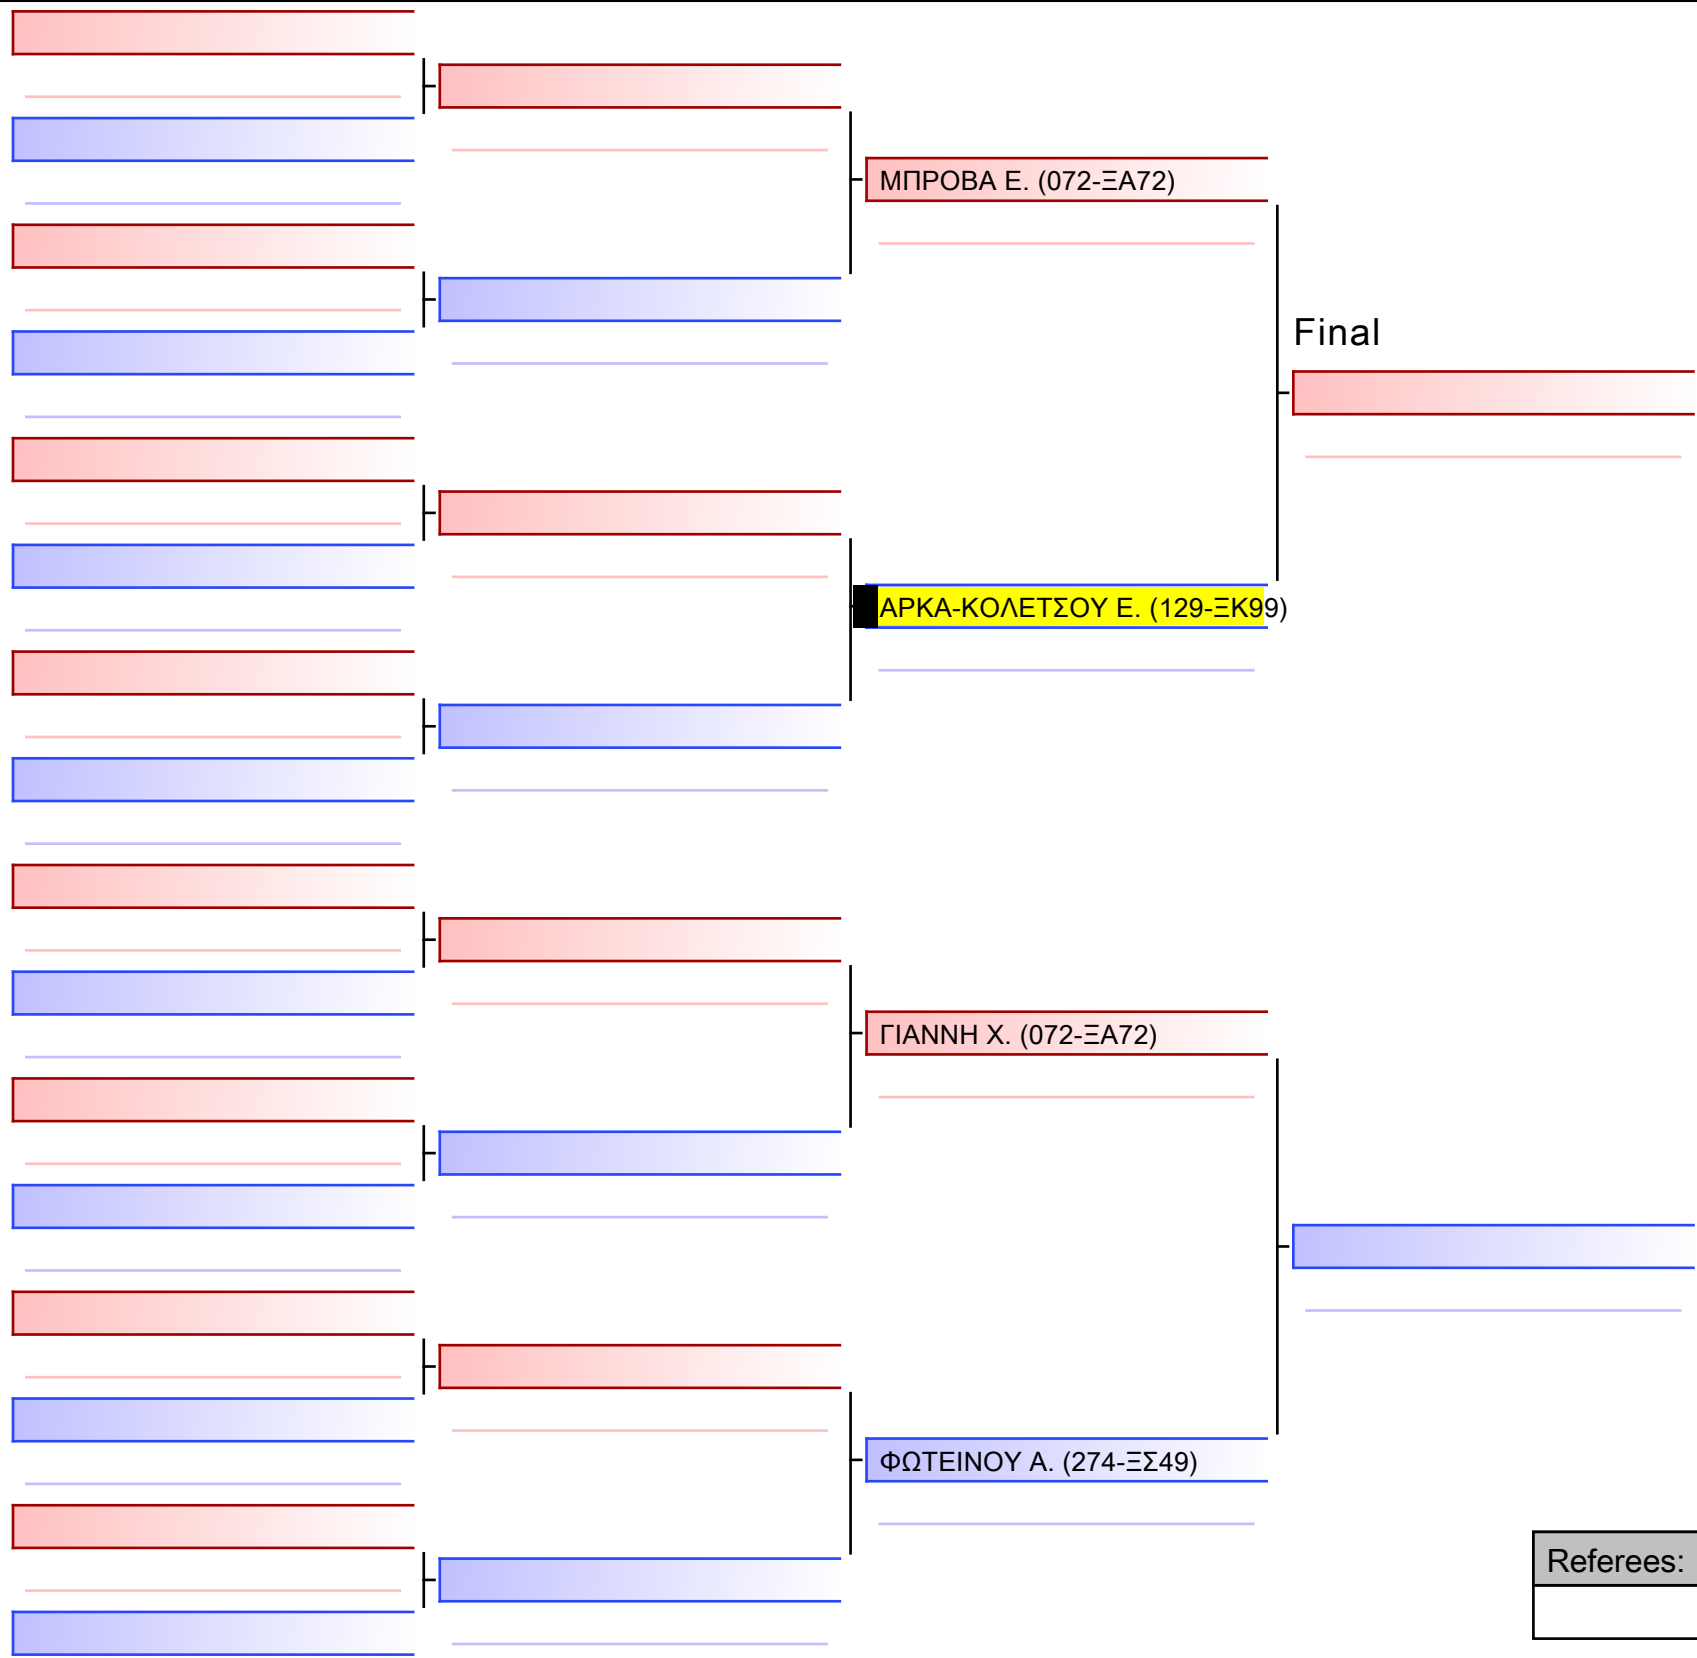 ΜΠΡΟΒΑ Ε. (072-ΞΑ72)
Final
ΑΡΚΑ-ΚΟΛΕΤΣΟΥ Ε. (129-ΞΚ99)
ΓΙΑΝΝΗ Χ. (072-ΞΑ72)
ΦΩΤΕΙΝΟΥ Α. (274-ΞΣ49)
Referees: